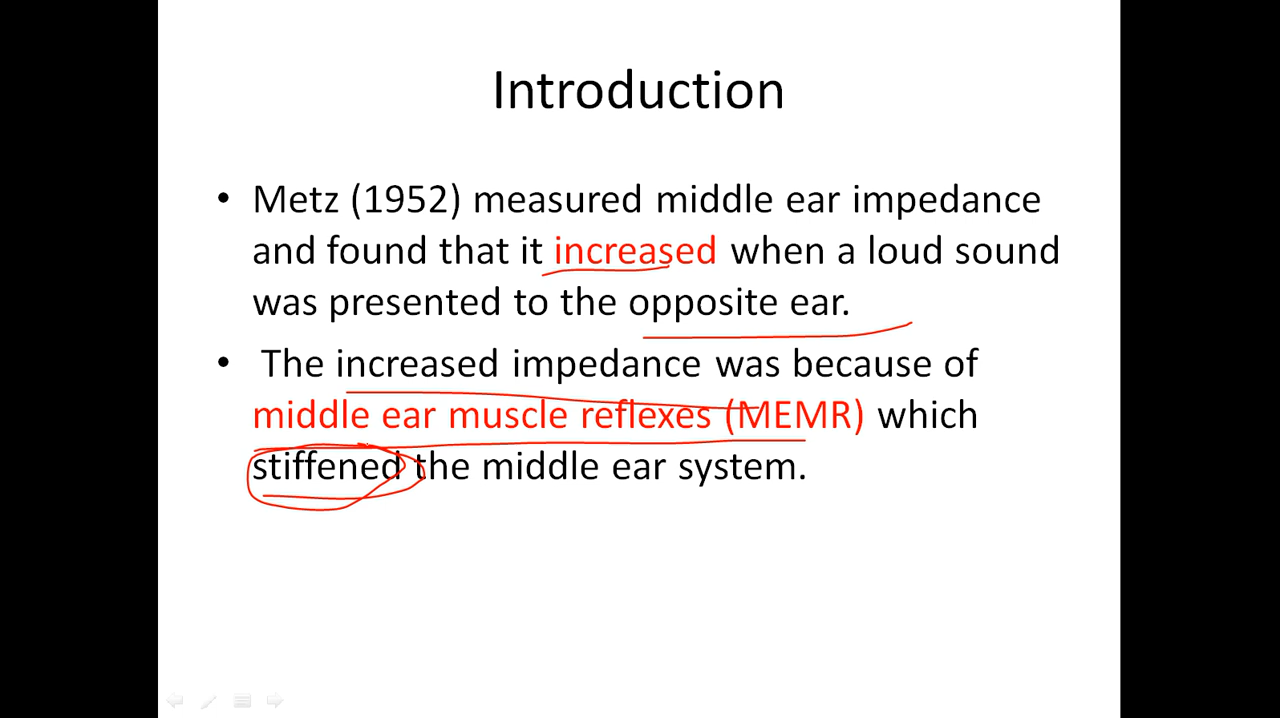 Introduction
• Metz (1952) measured middle ear impedance
and found that it increased when a loud sound
was presented to the opposite ear.
• The increased impedance was because of
middle ear muscle reflexes (MEMR) which
stiffened the middle ear system.